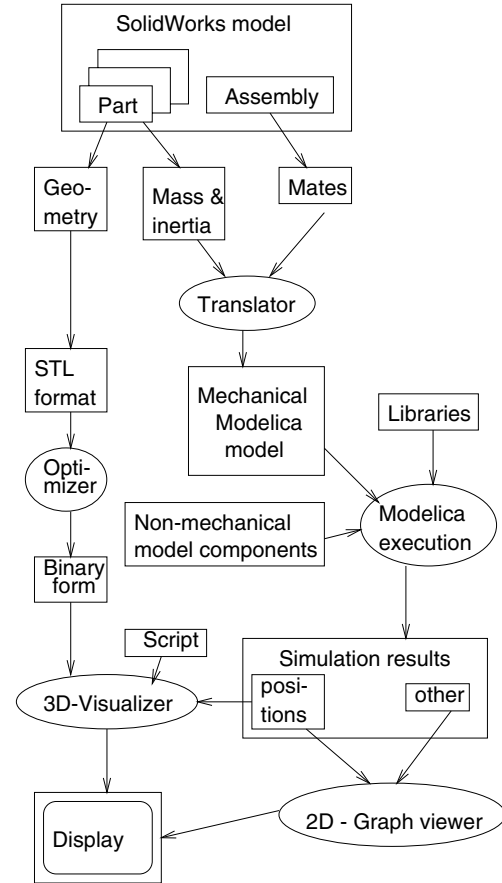 SolidWorks model
Part
Assembly
Geo-
metry
Mass &
inertia
Mates
Translator
STL
format
Mechanical
Modelica
model
Libraries
Opti-
mizer
Non-mechanical
model components
Modelica
execution
Binary
form
Script
Simulation results
3D-Visualizer
posi-
tions
other
Display
2D - Graph viewer